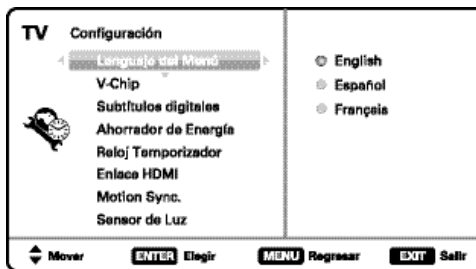 TV Configuración
Lenguaje del Menú
V-Chip
Subtítulos digitales
Ahorrador de Energía
Reloj Temporizador
Enlace HDMI
Motion Sync.
Sensor de Luz
English
Español
Français
Mover ENTER Elegir MENU Regresar EXIT Salir